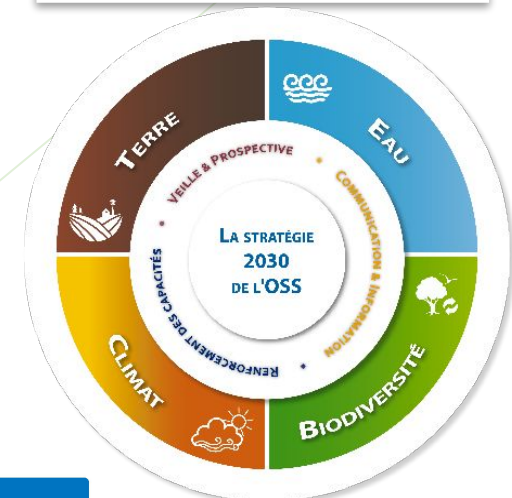 TERRE
EAU
VEILLE & PROSPECTIVE
COMMUNICATION & INFORMATION
LA STRATÉGIE
2030
DE L'OSS
RENFORCEMENT DES CAPACITÉS
CLIMAT
BIODIVERSITÉ